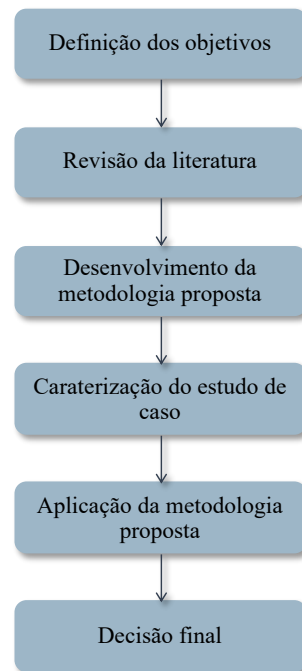 Definição dos objetivos
Revisão da literatura
Desenvolvimento da
metodologia proposta
Caraterização do estudo de
caso
Aplicação da metodologia
proposta
Decisão final